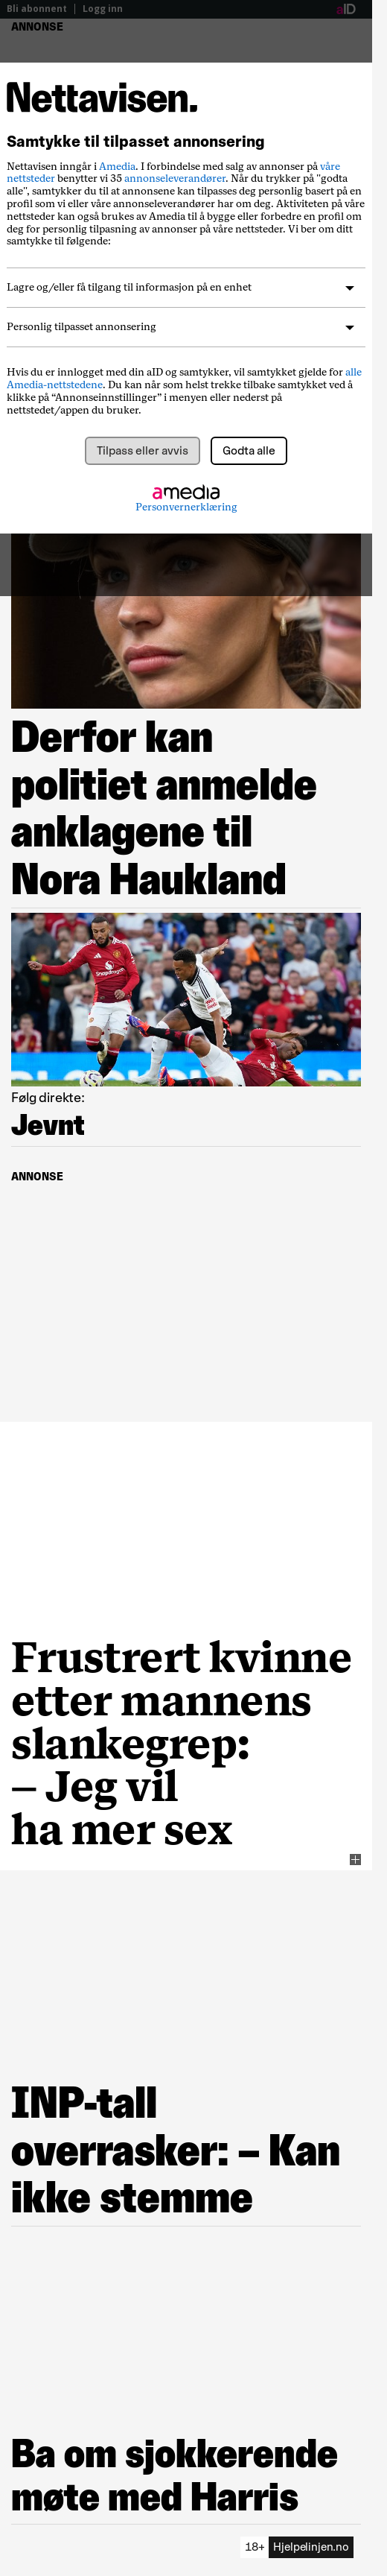 Bli abonnent | Logg inn
aID
ANNONSE
Nettavisen.
Samtykke til tilpasset annonsering
Nettavisen inngår i Amedia. I forbindelse med salg av annonser på våre
nettsteder benytter vi 35 annonseleverandører. Når du trykker på "godta
alle", samtykker du til at annonsene kan tilpasses deg personlig basert på en
profil som vi eller våre annonseleverandører har om deg. Aktiviteten på våre
nettsteder kan også brukes av Amedia til å bygge eller forbedre en profil om
deg for personlig tilpasning av annonser på våre nettsteder. Vi ber om ditt
samtykke til følgende:
Lagre og/eller få tilgang til informasjon på en enhet
Personlig tilpasset annonsering
Hvis du er innlogget med din aID og samtykker, vil samtykket gjelde for alle
Amedia-nettstedene. Du kan når som helst trekke tilbake samtykket ved å
klikke på “Annonseinnstillinger” i menyen eller nederst på
nettstedet/appen du bruker.
Tilpass eller avvis
Godta alle
amedia
Personvernerklæring
Derfor kan
politiet anmelde
anklagene til
Nora Haukland
Følg direkte:
Jevnt
ANNONSE
Frustrert kvinne
etter mannens
slankegrep:
– Jeg vil
ha mer sex
INP-tall
overrasker: – Kan
ikke stemme
Ba om sjokkerende
møte med Harris
18+ Hjelpelinjen.no